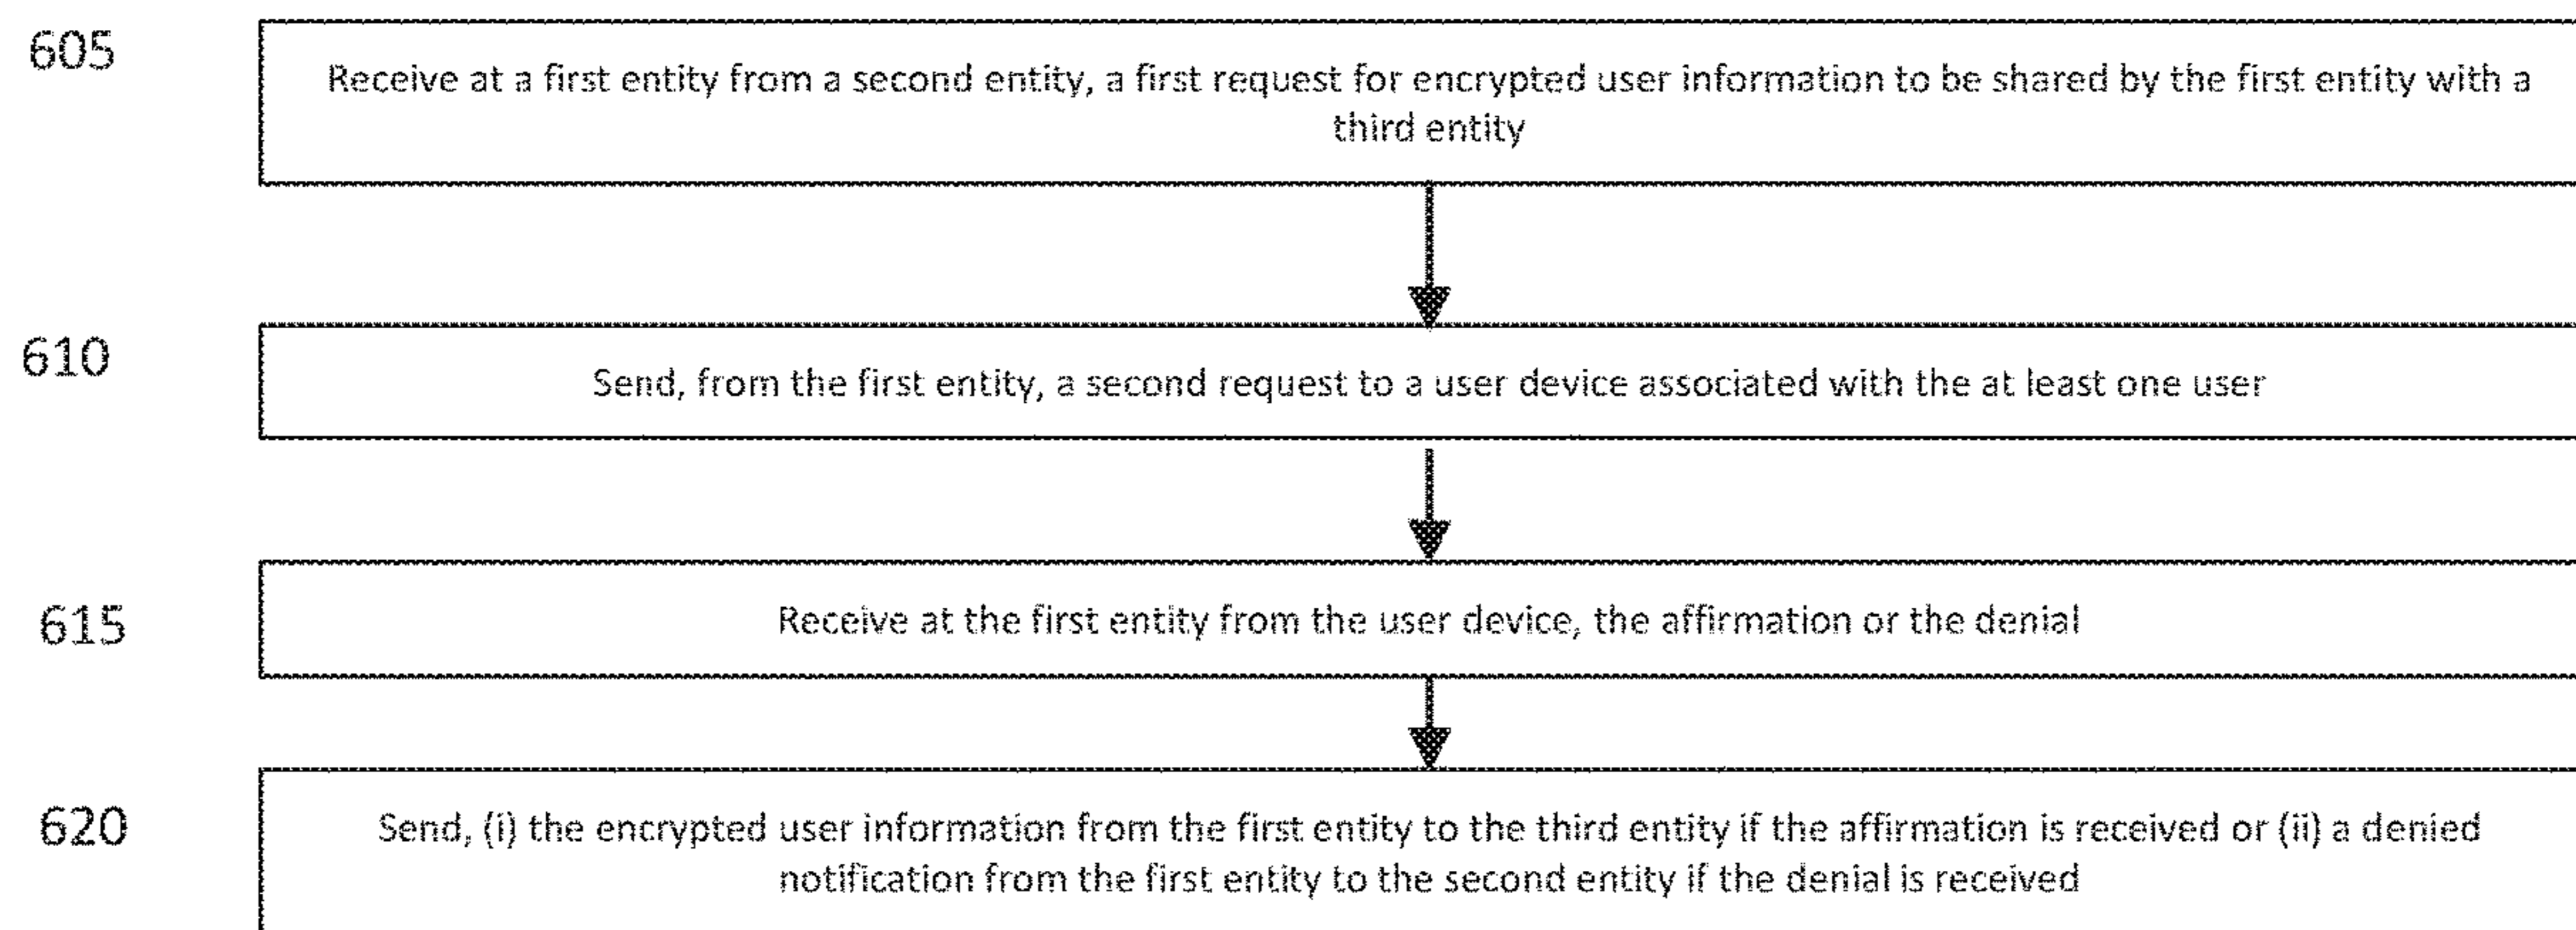 605
Receive at a first entity from a second entity, a first request for encrypted user information to be shared by the first entity with a
third entity
610
Send, from the first entity, a second request to a user device associated with the at least one user
615
Receive at the first entity from the user device, the affirmation or the denial
620
Send, (i) the encrypted user information from the first entity to the third entity if the affirmation is received or (ii) a denied
notification from the first entity to the second entity if the denial is received